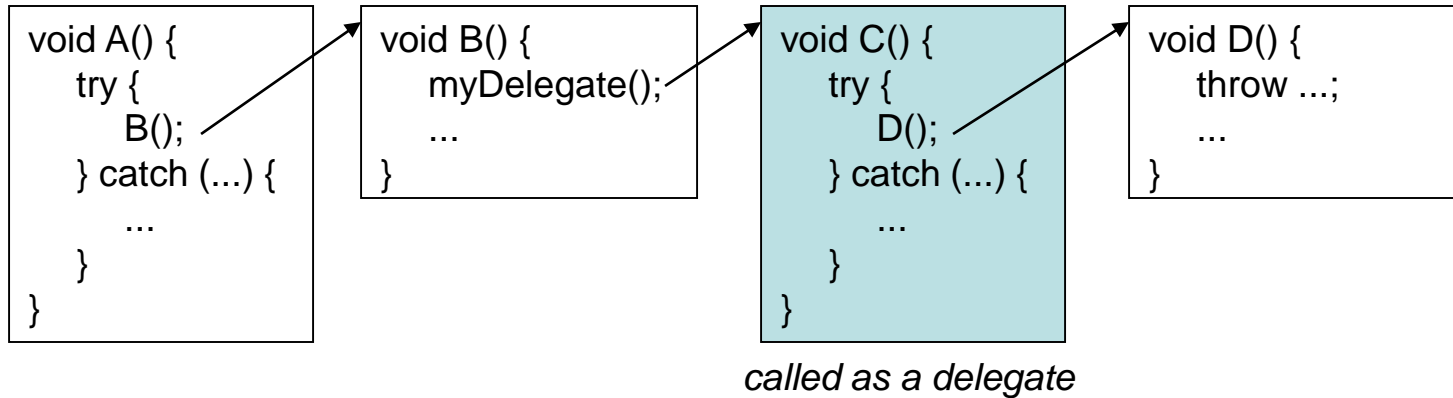 void A() {
try {
B();
} catch (...) {
...
}
}
void B() {
myDelegate();
...
}
void C() {
try {
D();
} catch (...) {
...
}
}
called as a delegate
void D() {
throw ...;
...
}